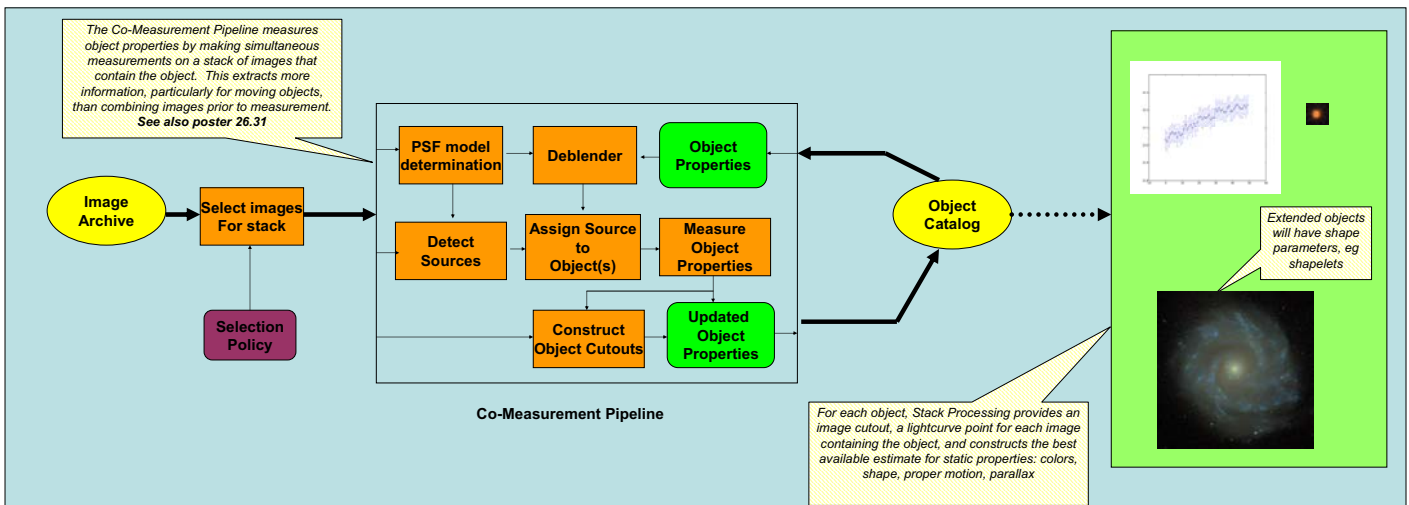 The Co-Measurement Pipeline measures
object properties by making simultaneous
measurements on a stack of images that
contain the object.  This extracts more
information, particularly for moving objects,
than combining images prior to measurement.
See also poster 26.31
Image
Archive
Select images
For stack
Selection
Policy
PSF model
determination
Deblender
Object
Properties
Detect
Sources
Assign Source
to
Object(s)
Measure
Object
Properties
Construct
Object Cutouts
Updated
Object
Properties
Co-Measurement Pipeline
Object
Catalog
Extended objects
will have shape
parameters, eg
shapelets
For each object, Stack Processing provides an
image cutout, a lightcurve point for each image
containing the object, and constructs the best
available estimate for static properties: colors,
shape, proper motion, parallax